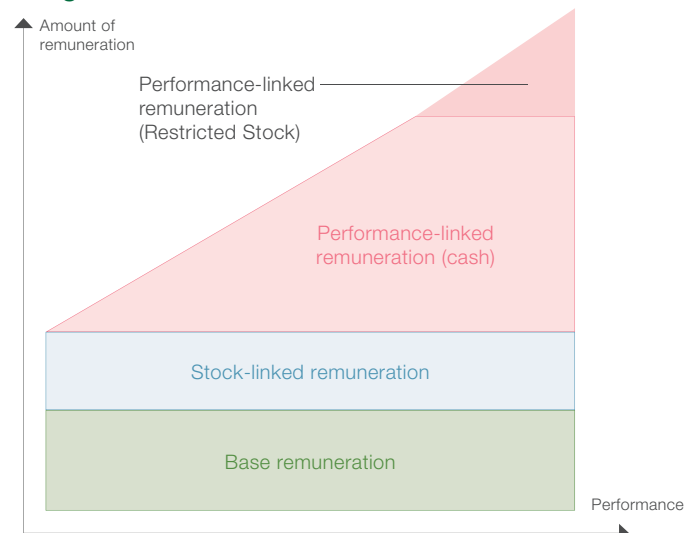 Amount of
remuneration
Performance-linked
remuneration
(Restricted Stock)
Performance-linked
remuneration (cash)
Stock-linked remuneration
Base remuneration
Performance